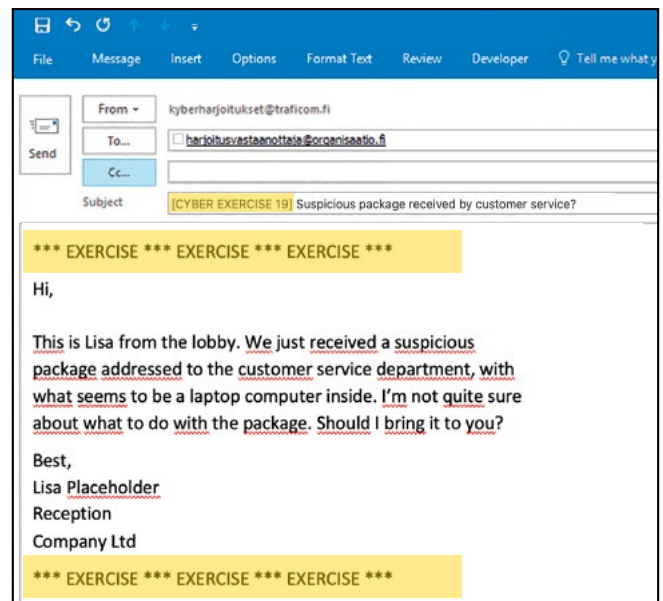 File Message Insert Options Format Text Review Developer Tell me what y
From kyberharjoitukset@traficom.fi
Send
To... harjoitusvastaanottaja@organisaatio.fi
Cc...
Subject [CYBER EXERCISE 19] Suspicious package received by customer service?
*** EXERCISE *** EXERCISE *** EXERCISE ***
Hi,
This is Lisa from the lobby. We just received a suspicious
package addressed to the customer service department, with
what seems to be a laptop computer inside. I'm not quite sure
about what to do with the package. Should I bring it to you?
Best,
Lisa Placeholder
Reception
Company Ltd
*** EXERCISE *** EXERCISE *** EXERCISE ***